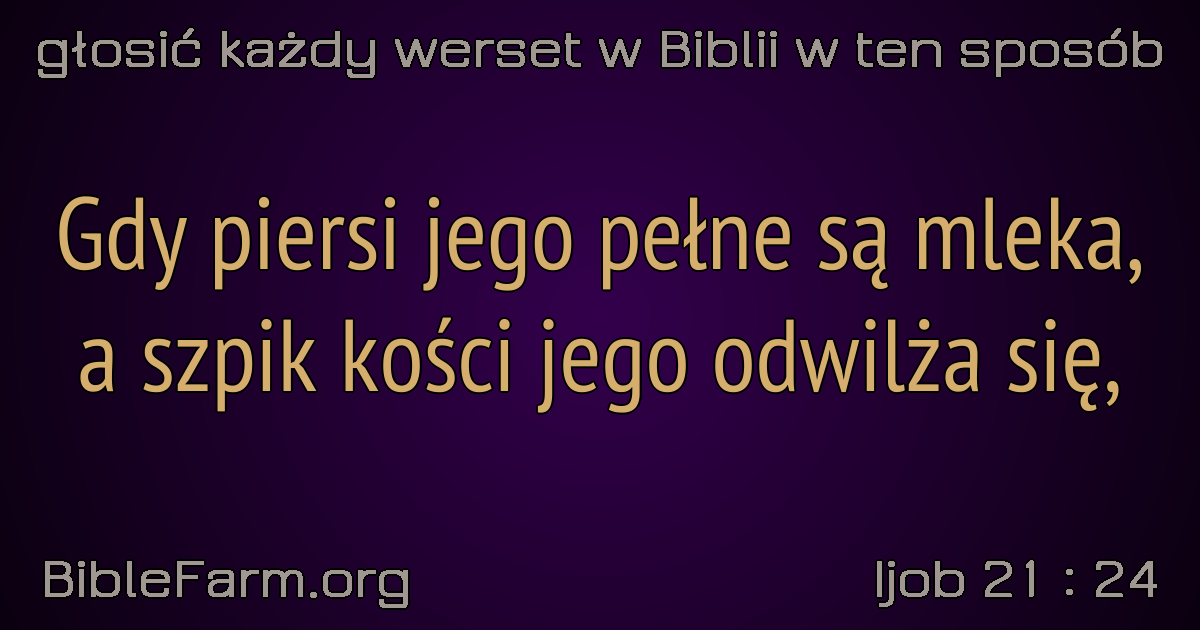 głosić każdy werset w Biblii w ten sposób
Gdy piersi jego pełne są mleka,
a szpik kości jego odwilża się,
BibleFarm.org
Ijob 21 : 24